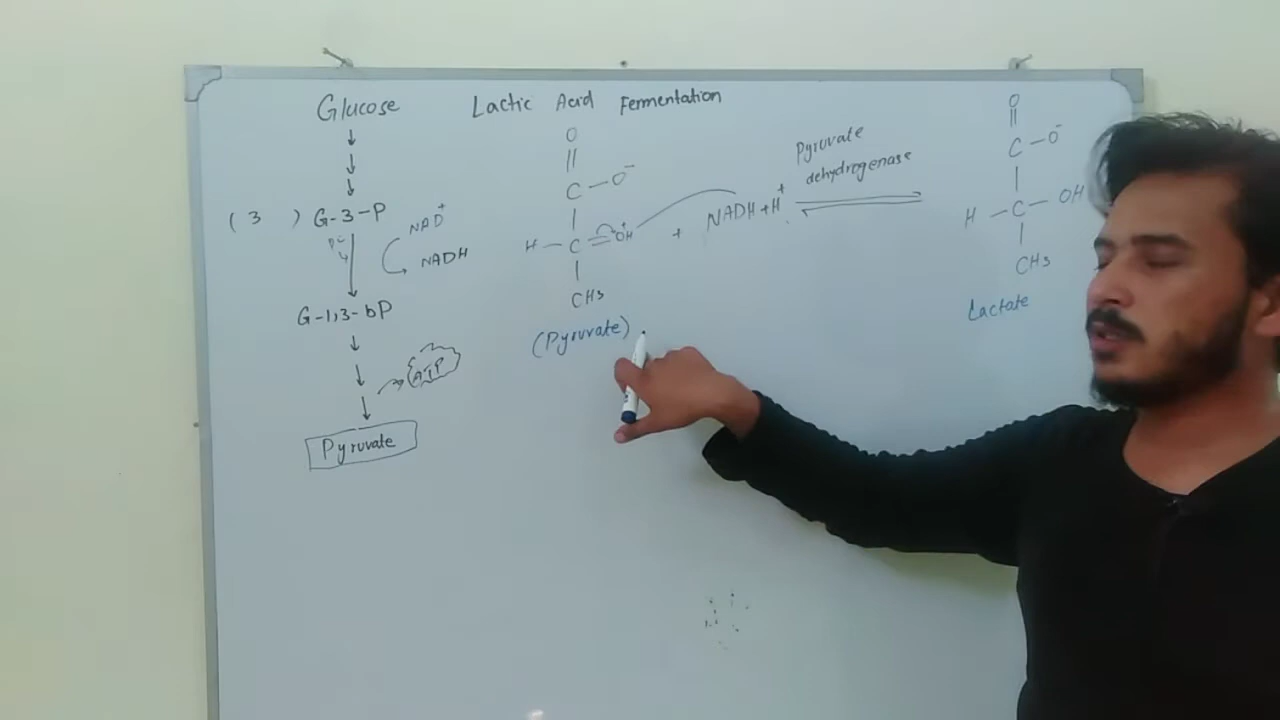 Glucose
Lactic Acid Fermentation
(3 ) G-3-P
NAD+
NADH
G-1,3-bP
ATP
Pyruvate
O
||
C-O-
H-C=OH+
CH3
(Pyruvate)
+ NADH+H+
Pyruvate
dehydrogenase
O
||
C-O-
H-C-OH
CH3
Lactate